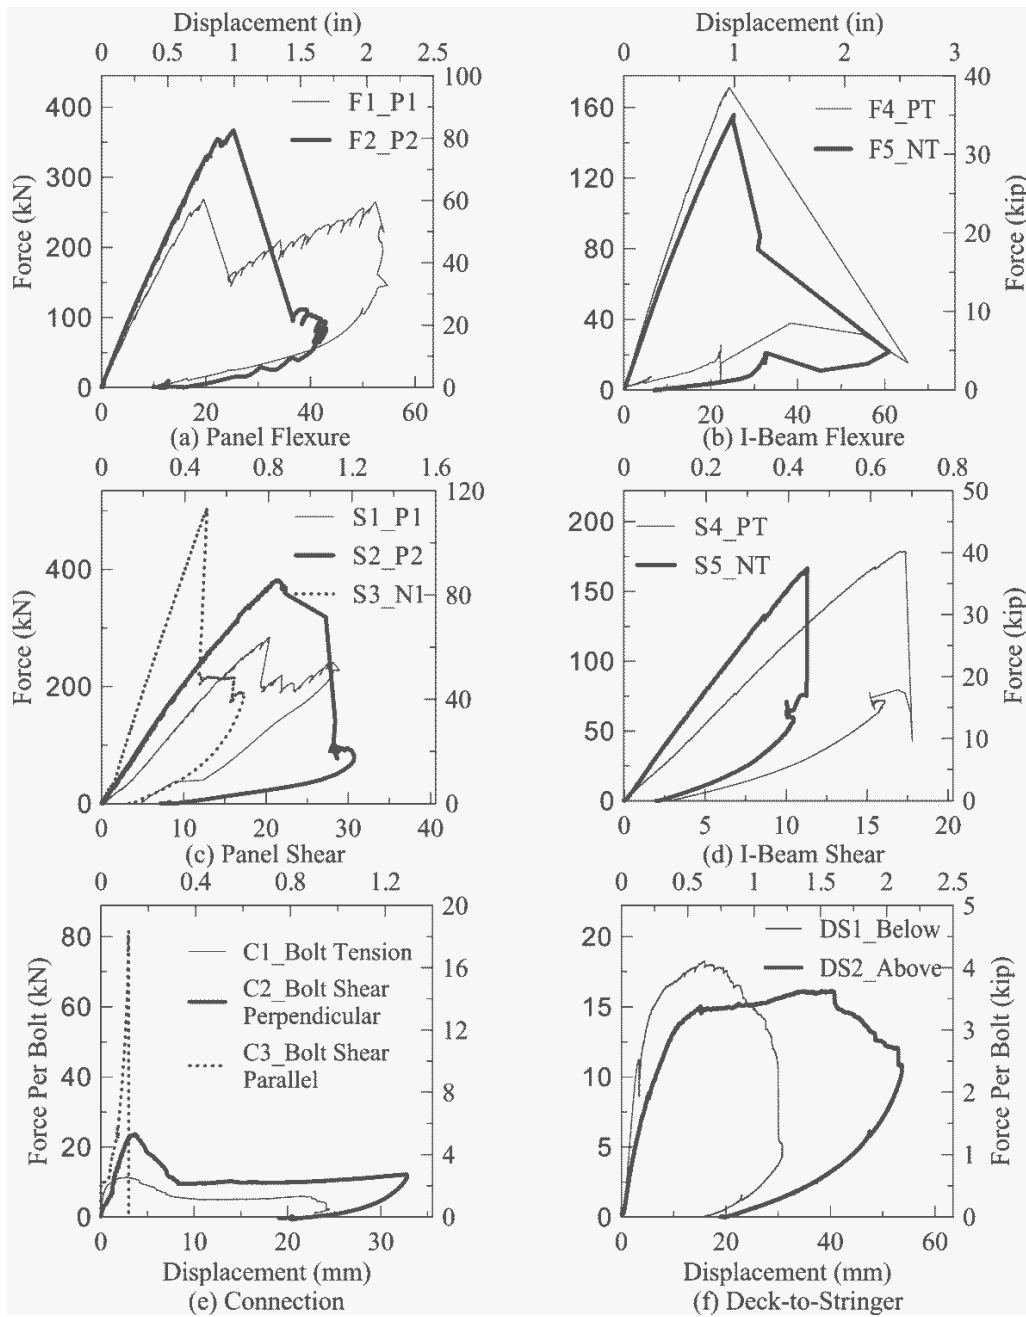 Displacement (in)
0 0.5 1 1.5 2 2.5
Displacement (in)
0 1 2 3
400
300
200
100
0
Force (kN)
F1_P1
F2_P2
100
80
60
40
20
0
0 20 40 60
(a) Panel Flexure
160
120
80
40
0
F4_PT
F5_NT
40
30
20
10
0
Force (kip)
0 20 40 60
(b) I-Beam Flexure
0 0.4 0.8 1.2 1.6
0 0.2 0.4 0.6 0.8
400
200
0
Force (kN)
S1_P1
S2_P2
S3_N1
120
80
40
0
0 10 20 30 40
(c) Panel Shear
200
150
100
50
0
S4_PT
S5_NT
50
40
30
20
10
0
Force (kip)
0 5 10 15 20
(d) I-Beam Shear
0 0.4 0.8 1.2
0 0.5 1 1.5 2 2.5
80
60
40
20
0
Force Per Bolt (kN)
C1_Bolt Tension
C2_Bolt Shear
Perpendicular
C3_Bolt Shear
Parallel
20
16
12
8
4
0
0 10 20 30
Displacement (mm)
(e) Connection
20
15
10
5
0
DS1_Below
DS2_Above
5
4
3
2
1
0
Force Per Bolt (kip)
0 20 40 60
Displacement (mm)
(f) Deck-to-Stringer